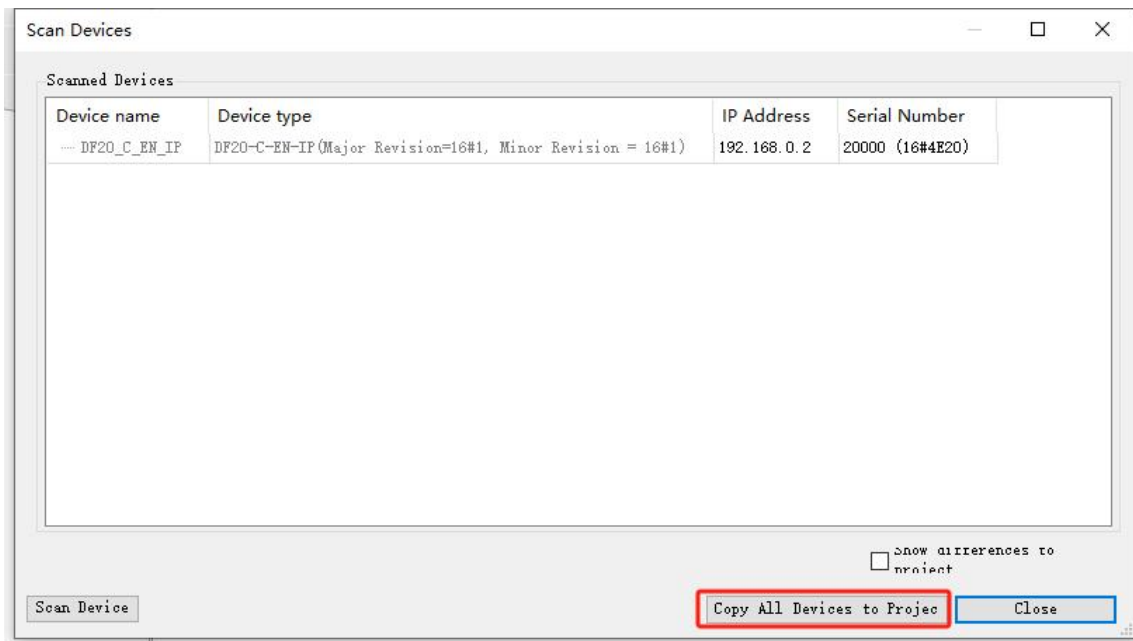 Scan Devices
Scanned Devices
Device name Device type IP Address Serial Number
DF20_C_EN_IP DF20-C-EN-IP(Major Revision=16#1, Minor Revision = 16#1) 192.168.0.2 20000 (16#4E20)
Show differences to
project
Scan Device Copy All Devices to Projec Close